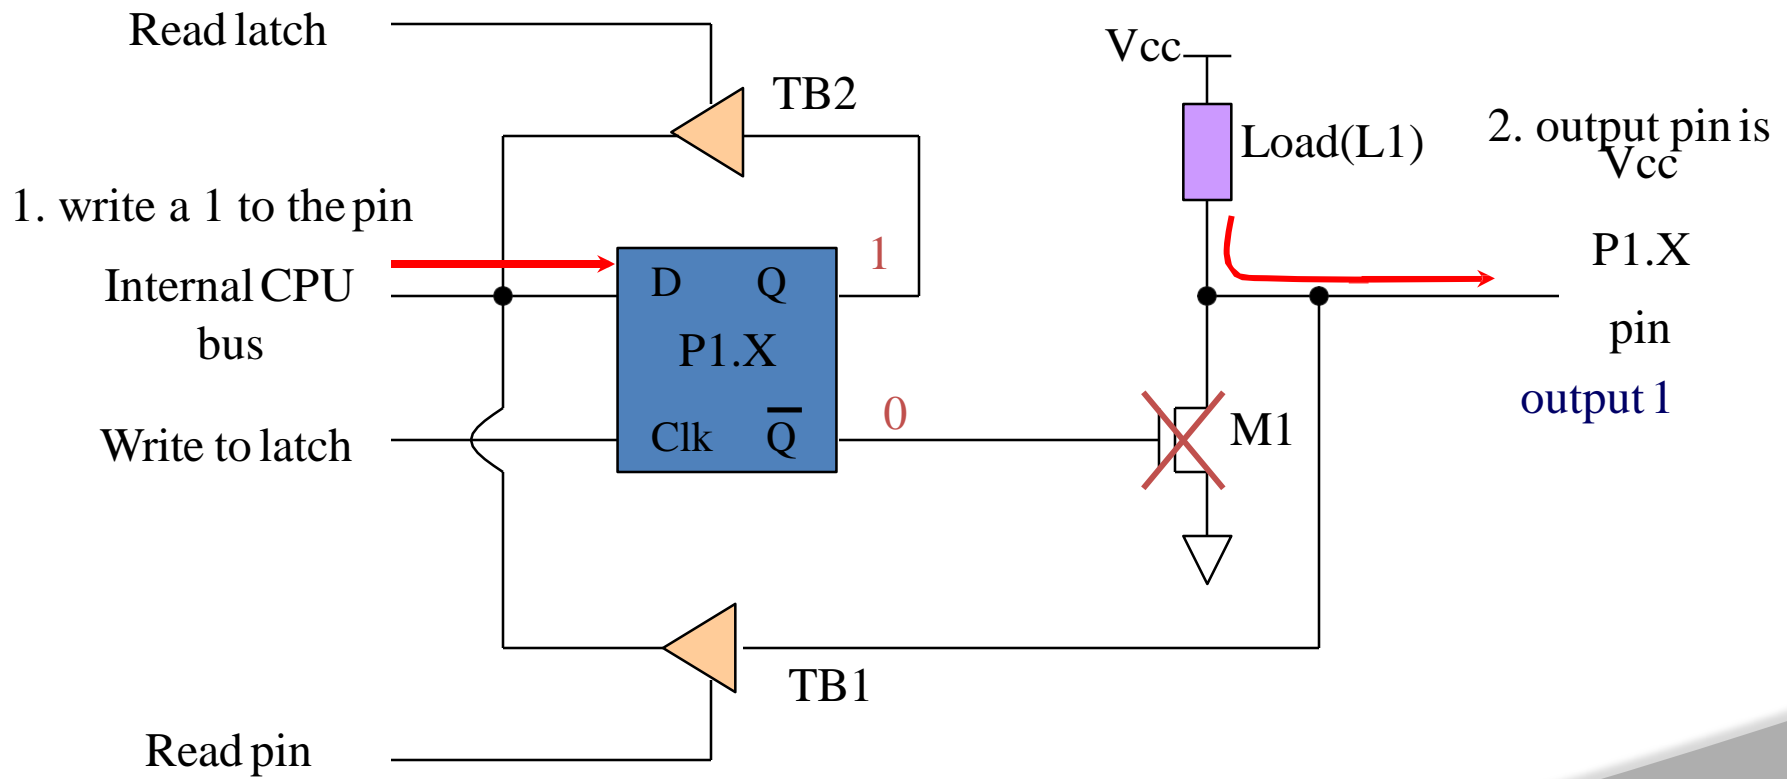 Read latch
Vcc
TB2
Load(L1)
2. output pin is
Vcc
1. write a 1 to the pin
1
P1.X
Internal CPU
bus
D Q
P1.X
pin
output 1
0
Write to latch
Clk Q̅
M1
TB1
Read pin